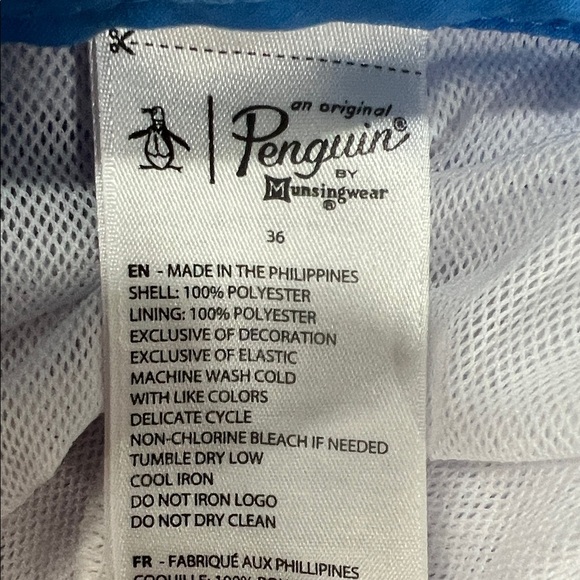 an original
Penguin®
BY
Munsingwear
®
36
EN - MADE IN THE PHILIPPINES
SHELL: 100% POLYESTER
LINING: 100% POLYESTER
EXCLUSIVE OF DECORATION
EXCLUSIVE OF ELASTIC
MACHINE WASH COLD
WITH LIKE COLORS
DELICATE CYCLE
NON-CHLORINE BLEACH IF NEEDED
TUMBLE DRY LOW
COOL IRON
DO NOT IRON LOGO
DO NOT DRY CLEAN
FR - FABRIQUÉ AUX PHILLIPINES